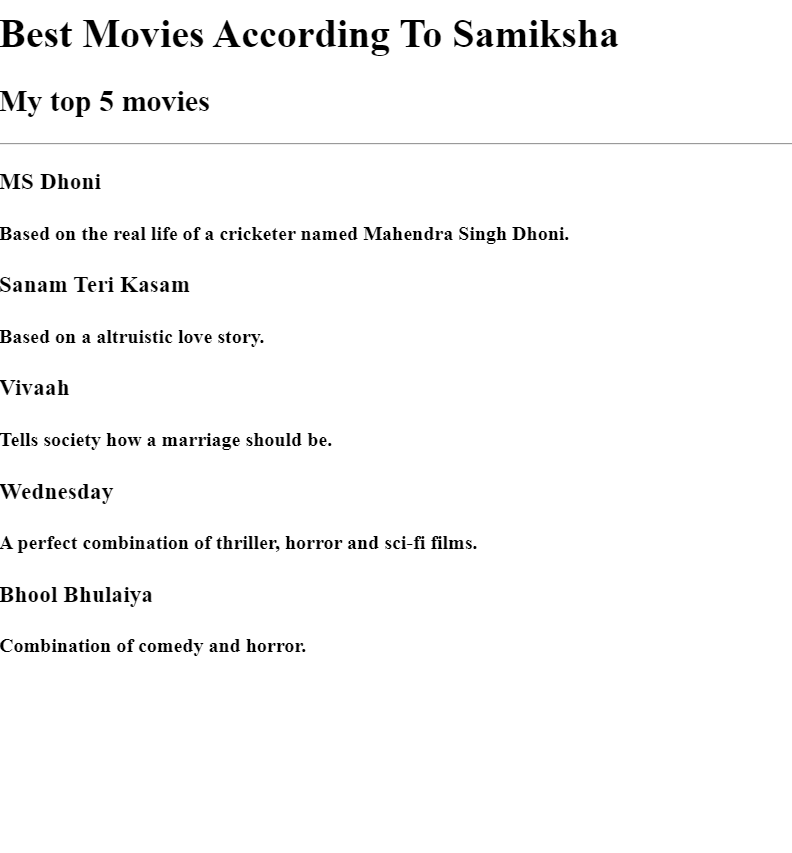 Best Movies According To Samiksha
My top 5 movies
MS Dhoni
Based on the real life of a cricketer named Mahendra Singh Dhoni.
Sanam Teri Kasam
Based on a altruistic love story.
Vivaah
Tells society how a marriage should be.
Wednesday
A perfect combination of thriller, horror and sci-fi films.
Bhool Bhulaiya
Combination of comedy and horror.